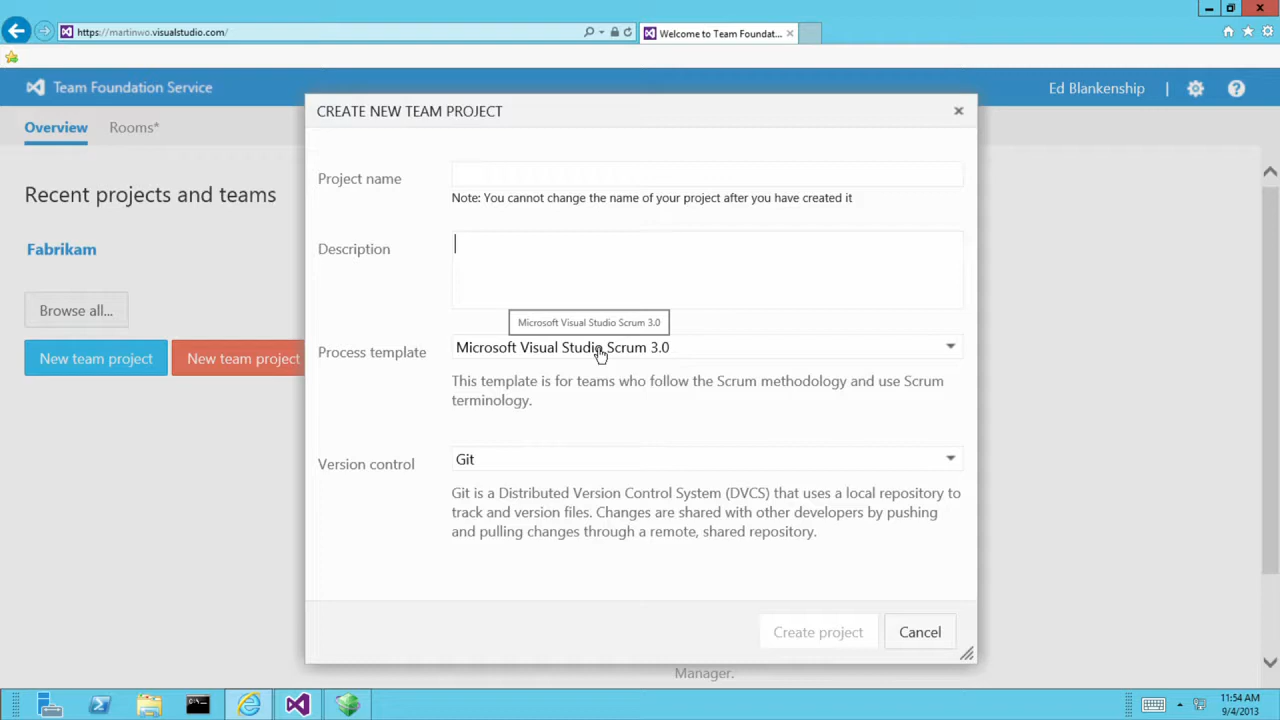 https://martinwo.visualstudio.com/
Welcome to Team Foundat...
Team Foundation Service
Ed Blankenship
Overview
Rooms*
Recent projects and teams
Fabrikam
Browse all...
New team project
New team project
CREATE NEW TEAM PROJECT
Project name
Note: You cannot change the name of your project after you have created it
Description
Microsoft Visual Studio Scrum 3.0
Process template
Microsoft Visual Studio Scrum 3.0
This template is for teams who follow the Scrum methodology and use Scrum
terminology.
Version control
Git
Git is a Distributed Version Control System (DVCS) that uses a local repository to
track and version files. Changes are shared with other developers by pushing
and pulling changes through a remote, shared repository.
Create project
Cancel
Manager.
11:54 AM
9/4/2013